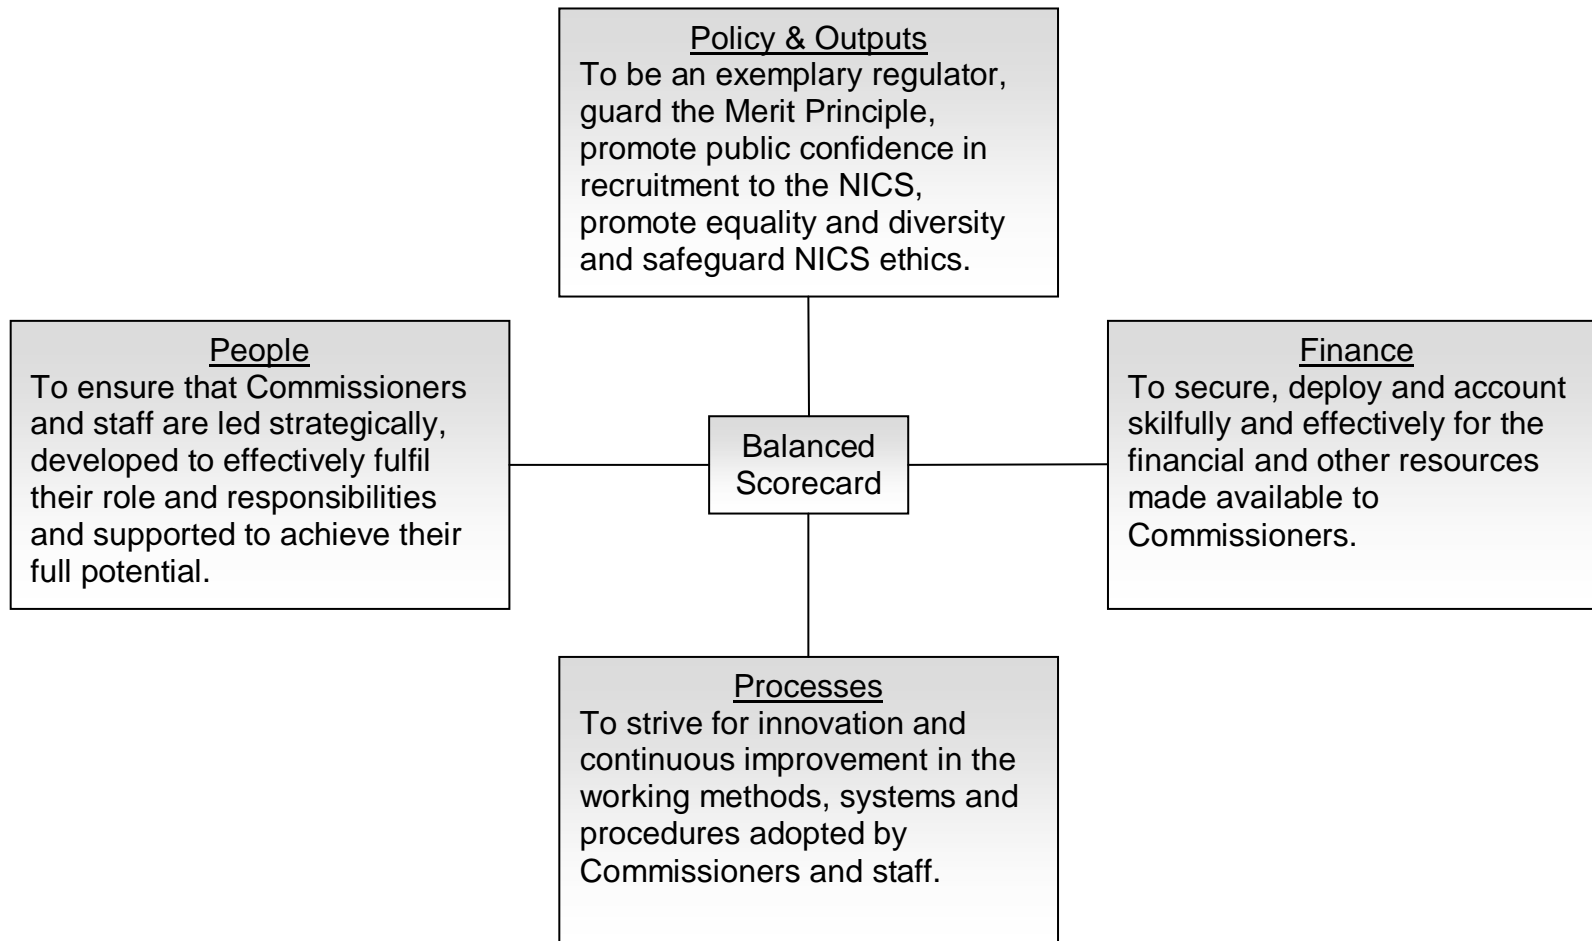 Policy & Outputs
To be an exemplary regulator,
guard the Merit Principle,
promote public confidence in
recruitment to the NICS,
promote equality and diversity
and safeguard NICS ethics.
People
To ensure that Commissioners
and staff are led strategically,
developed to effectively fulfil
their role and responsibilities
and supported to achieve their
full potential.
Balanced
Scorecard
Finance
To secure, deploy and account
skilfully and effectively for the
financial and other resources
made available to
Commissioners.
Processes
To strive for innovation and
continuous improvement in the
working methods, systems and
procedures adopted by
Commissioners and staff.